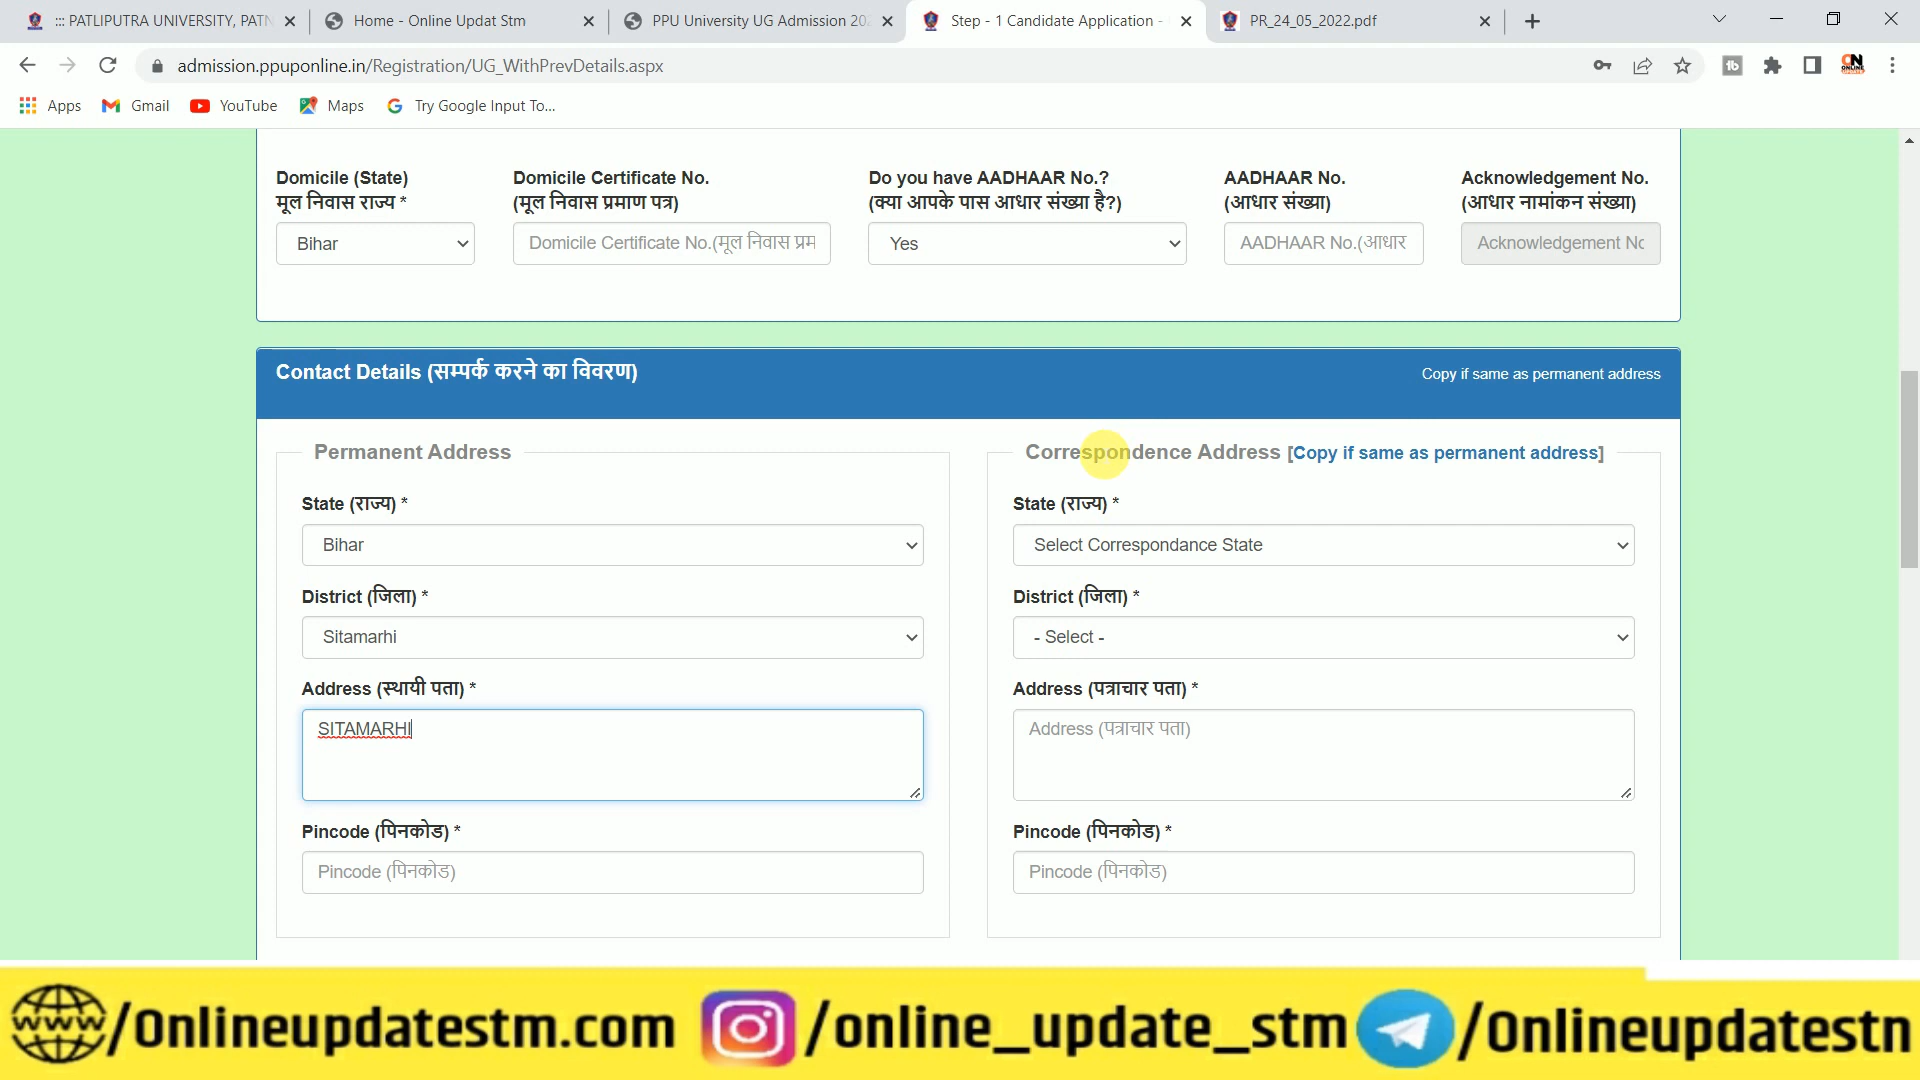 ::: PATLIPUTRA UNIVERSITY, PATN
Home - Online Updat Stm
PPU University UG Admission 202
Step - 1 Candidate Application -
PR_24_05_2022.pdf
admission.ppuponline.in/Registration/UG_WithPrevDetails.aspx
Apps
Gmail
YouTube
Maps
Try Google Input To...
Domicile (State)
मूल निवास राज्य *
Domicile Certificate No.
(मूल निवास प्रमाण पत्र)
Do you have AADHAAR No.?
(क्या आपके पास आधार संख्या है?)
AADHAAR No.
(आधार संख्या)
Acknowledgement No.
(आधार नामांकन संख्या)
Bihar
Domicile Certificate No.(मूल निवास प्रम
Yes
AADHAAR No.(आधार
Acknowledgement Nc
Contact Details (सम्पर्क करने का विवरण)
Copy if same as permanent address
Permanent Address
Correspondence Address [Copy if same as permanent address]
State (राज्य) *
State (राज्य) *
Bihar
Select Correspondance State
District (जिला) *
District (जिला) *
Sitamarhi
- Select -
Address (स्थायी पता) *
Address (पत्राचार पता) *
SITAMARHI
Address (पत्राचार पता)
Pincode (पिनकोड) *
Pincode (पिनकोड) *
Pincode (पिनकोड)
Pincode (पिनकोड)
www/Onlineupdatestm.com
/online_update_stm
/Onlineupdatestn